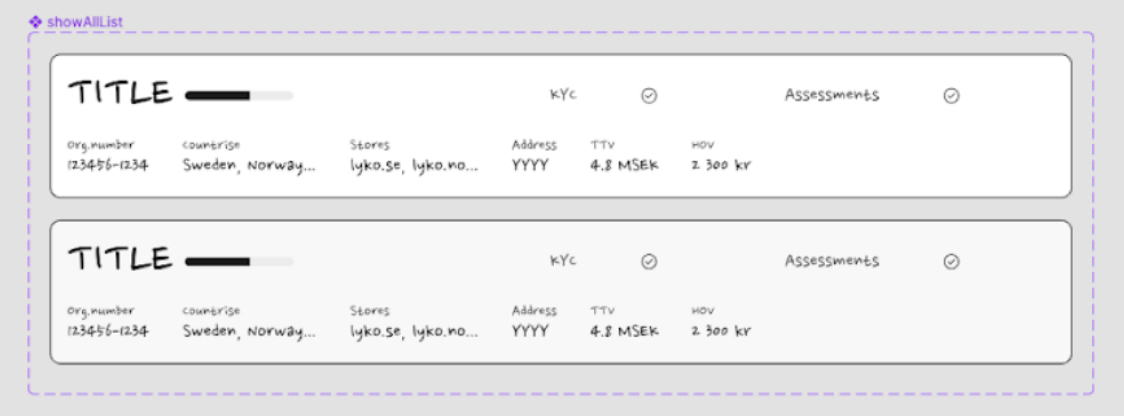 showAllList
TITLE KYC Assessments
Org.number countrise Stores Address TTV HOV
123456-1234 Sweden, Norway... lyko.se, lyko.no... YYYY 4.8 MSEK 2 300 kr
TITLE KYC Assessments
Org.number countrise Stores Address TTV HOV
123456-1234 Sweden, Norway... lyko.se, lyko.no... YYYY 4.8 MSEK 2 300 kr